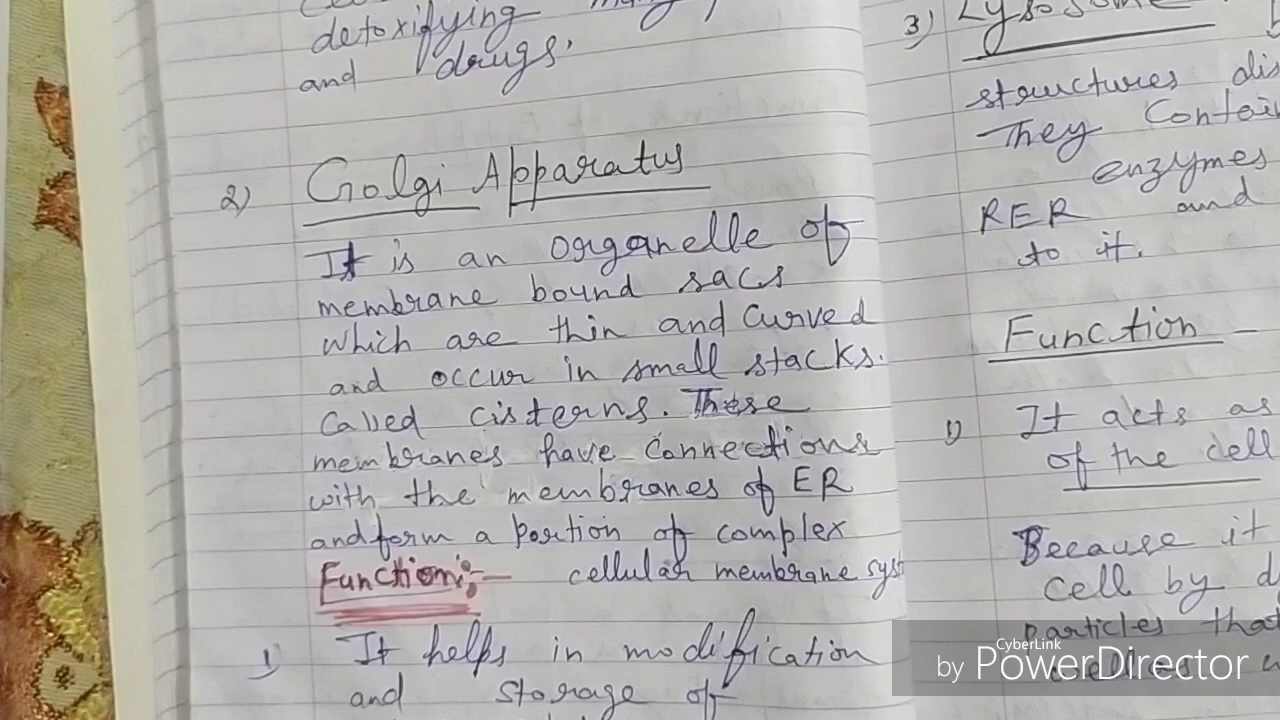 detoxifying
and drugs,
2) Golgi Apparatus
It is an organelle of
membrane bound sacs
which are thin and curved
and occur in small stacks.
Called cisterns. These
membranes have connections
with the membranes of ER
and form a portion of complex
Function:- cellular membrane syst
1) It helps in modification
and storage of
3) Lysosome
structures dis
They Contai
enzymes
RER and
to it.
Function -
1) It acts as
of the cell
Because it
cell by d
particles that
CyberLink
by PowerDirector